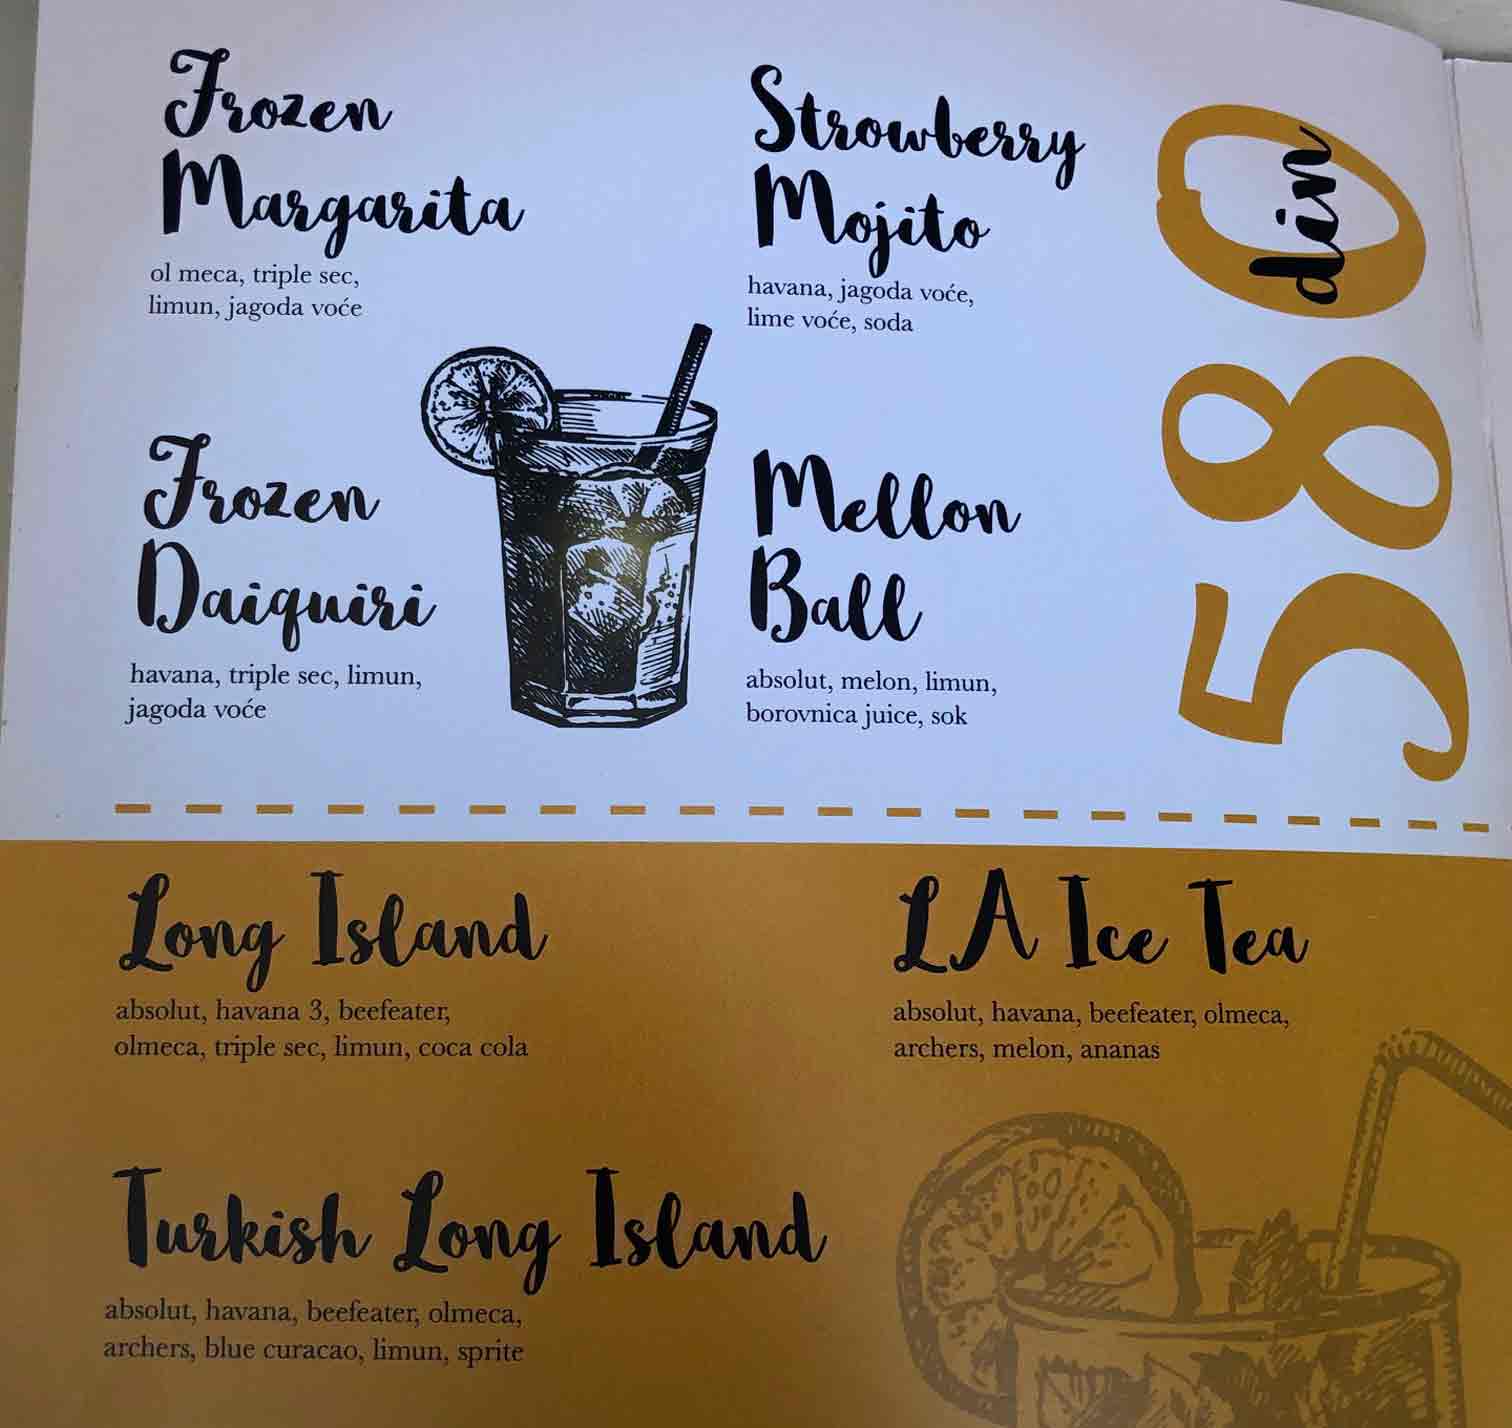 Frozen
Margarita
ol meca, triple sec,
limun, jagoda voće
Strowberry
Mojito
havana, jagoda voće,
lime voće, soda
Frozen
Daiquiri
havana, triple sec, limun,
jagoda voće
Mellon
Ball
absolut, melon, limun,
borovnica juice, sok
580 din
Long Island
absolut, havana 3, beefeater,
olmeca, triple sec, limun, coca cola
LA Ice Tea
absolut, havana, beefeater, olmeca,
archers, melon, ananas
Turkish Long Island
absolut, havana, beefeater, olmeca,
archers, blue curacao, limun, sprite